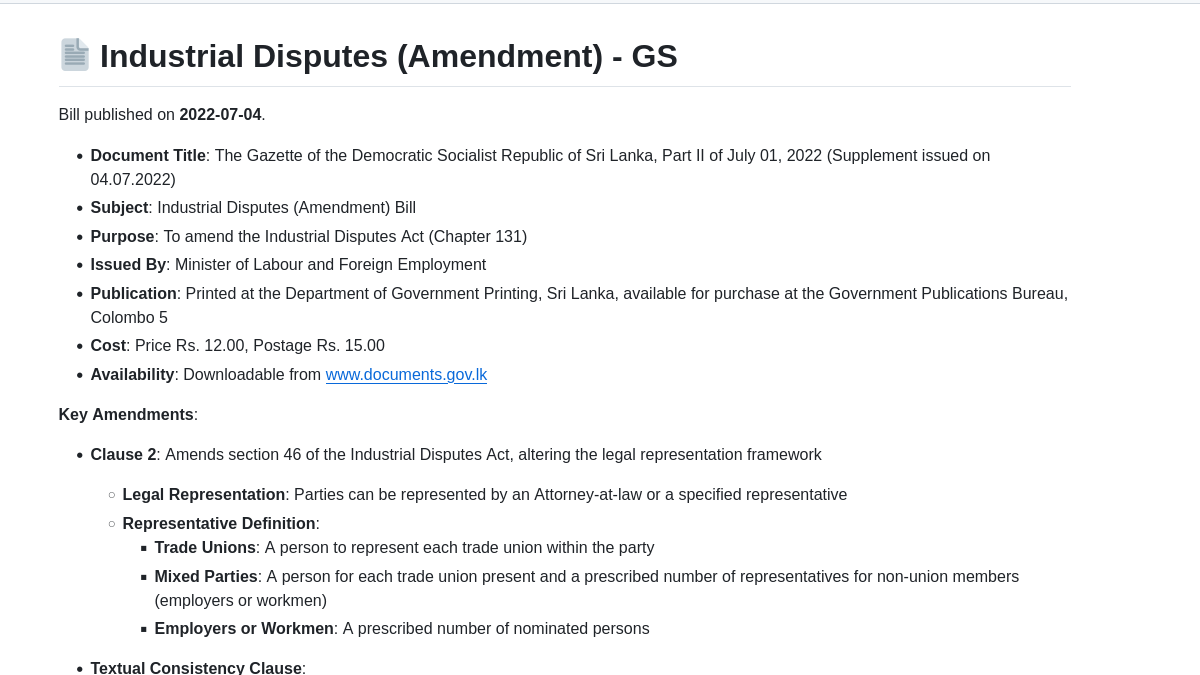 Industrial Disputes (Amendment) - GS
Bill published on 2022-07-04.
Document Title: The Gazette of the Democratic Socialist Republic of Sri Lanka, Part II of July 01, 2022 (Supplement issued on
04.07.2022)
Subject: Industrial Disputes (Amendment) Bill
Purpose: To amend the Industrial Disputes Act (Chapter 131)
Issued By: Minister of Labour and Foreign Employment
Publication: Printed at the Department of Government Printing, Sri Lanka, available for purchase at the Government Publications Bureau,
Colombo 5
Cost: Price Rs. 12.00, Postage Rs. 15.00
Availability: Downloadable from www.documents.gov.lk
Key Amendments:
Clause 2: Amends section 46 of the Industrial Disputes Act, altering the legal representation framework
Legal Representation: Parties can be represented by an Attorney-at-law or a specified representative
Representative Definition:
Trade Unions: A person to represent each trade union within the party
Mixed Parties: A person for each trade union present and a prescribed number of representatives for non-union members
(employers or workmen)
Employers or Workmen: A prescribed number of nominated persons
Textual Consistency Clause: